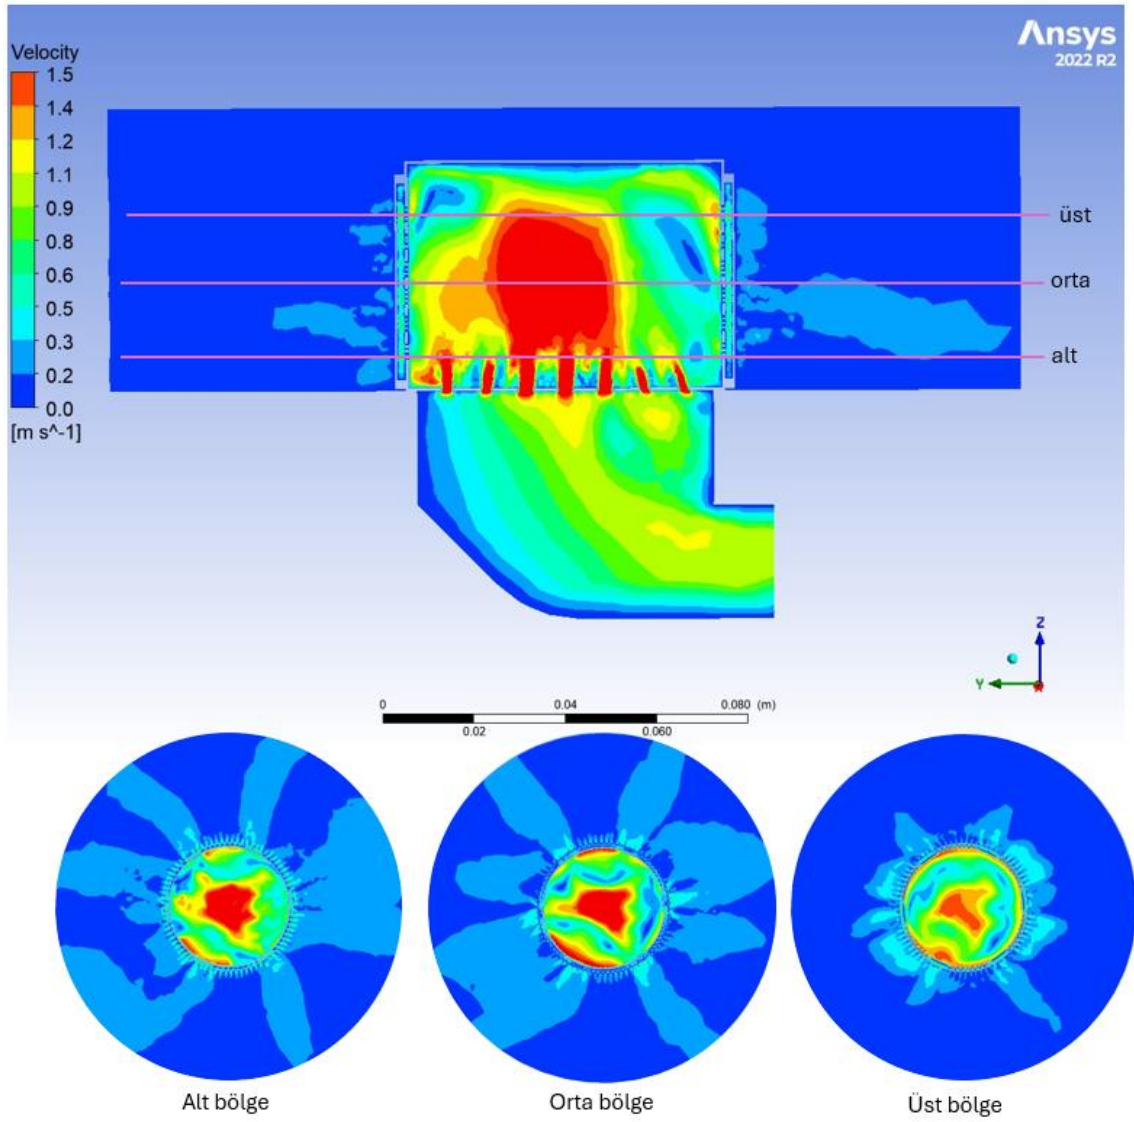 Ansys
2022 R2
Velocity
1.5
1.4
1.2
1.1
0.9
0.8
0.6
0.5
0.3
0.2
0.0
[m s^-1]
üst
orta
alt
Z
Y
0 0.04 0.080 (m)
0.02 0.060
Alt bölge Orta bölge Üst bölge